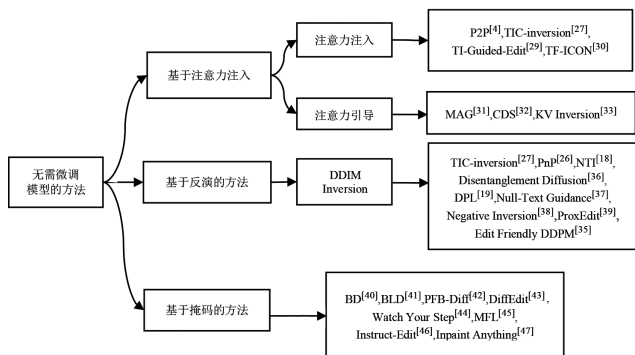 无需微调
模型的方法
基于注意力注入
注意力注入
P2P[4],TIC-inversion[27],
TI-Guided-Edit[29],TF-ICON[30]
注意力引导
MAG[31],CDS[32],KV Inversion[33]
基于反演的方法
DDIM
Inversion
TIC-inversion[27],PnP[26],NTI[18],
Disentanglement Diffusion[36],
DPL[19],Null-Text Guidance[37],
Negative Inversion[38],ProxEdit[39],
Edit Friendly DDPM[35]
基于掩码的方法
BD[40],BLD[41],PFB-Diff[42],DiffEdit[43],
Watch Your Step[44],MFL[45],
Instruct-Edit[46],Inpaint Anything[47]